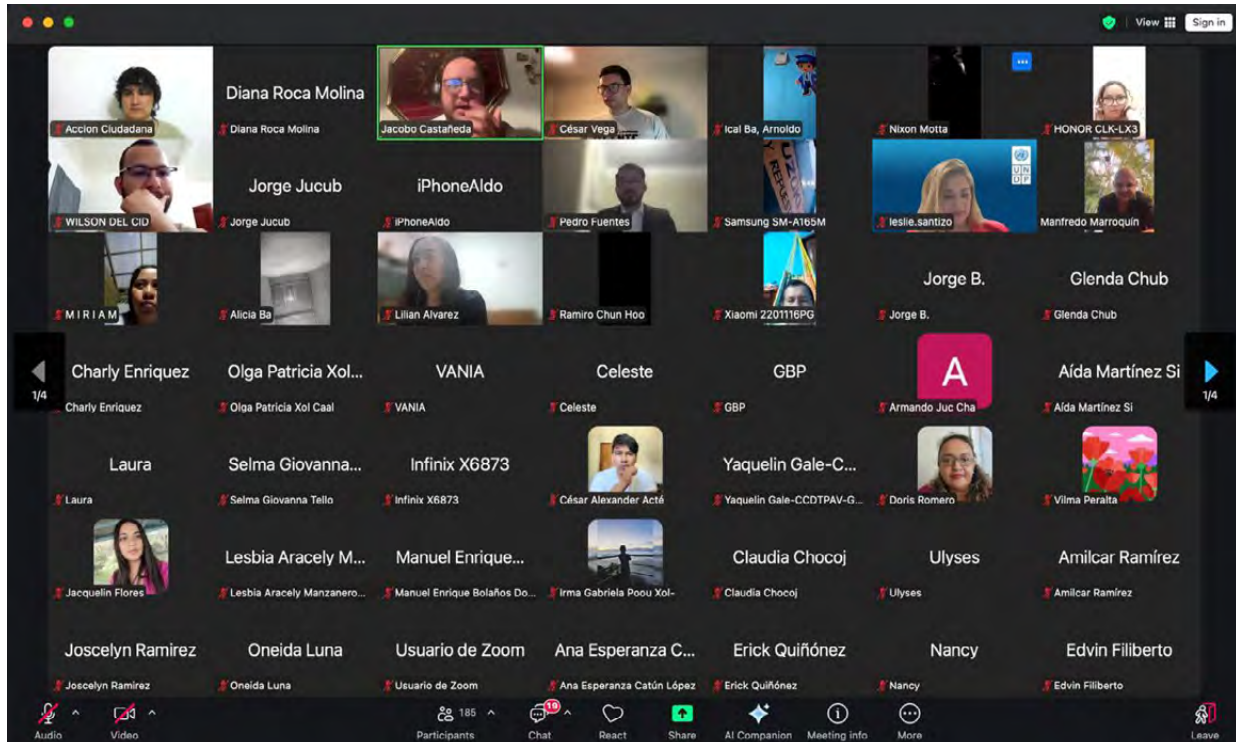 View Sign in
Accion Ciudadana
Diana Roca Molina
Diana Roca Molina
Jacobo Castañeda
César Vega
Ical Ba, Arnoldo
Nixon Motta
HONOR CLK-LX3
WILSON DEL CID
Jorge Jucub
Jorge Jucub
iPhoneAldo
iPhoneAldo
Pedro Fuentes
Samsung SM-A165M
UN
DP
leslie.santizo
Manfredo Marroquín
M I R I A M
Alicia Ba
Lilian Alvarez
Ramiro Chun Hoo
Xiaomi 2201116PG
Jorge B.
Jorge B.
Glenda Chub
Glenda Chub
1/4
Charly Enriquez
Charly Enriquez
Olga Patricia Xol...
Olga Patricia Xol Caal
VANIA
VANIA
Celeste
Celeste
GBP
GBP
A
Armando Juc Cha
Aída Martínez Si
Aída Martínez Si
1/4
Laura
Laura
Selma Giovanna...
Selma Giovanna Tello
Infinix X6873
Infinix X6873
César Alexander Acté
Yaquelin Gale-C...
Yaquelin Gale-CCDTPAV-G...
Doris Romero
Vilma Peralta
Jacquelin Flores
Lesbia Aracely M...
Lesbia Aracely Manzanero...
Manuel Enrique...
Manuel Enrique Bolaños Do...
Irma Gabriela Poou Xol-
Claudia Chocoj
Claudia Chocoj
Ulyses
Ulyses
Amilcar Ramírez
Amilcar Ramírez
Joscelyn Ramirez
Joscelyn Ramirez
Oneida Luna
Oneida Luna
Usuario de Zoom
Usuario de Zoom
Ana Esperanza C...
Ana Esperanza Catún López
Erick Quiñónez
Erick Quiñónez
Nancy
Nancy
Edvin Filiberto
Edvin Filiberto
185
19
Audio
Video
Participants
Chat
React
Share
AI Companion
Meeting info
More
Leave